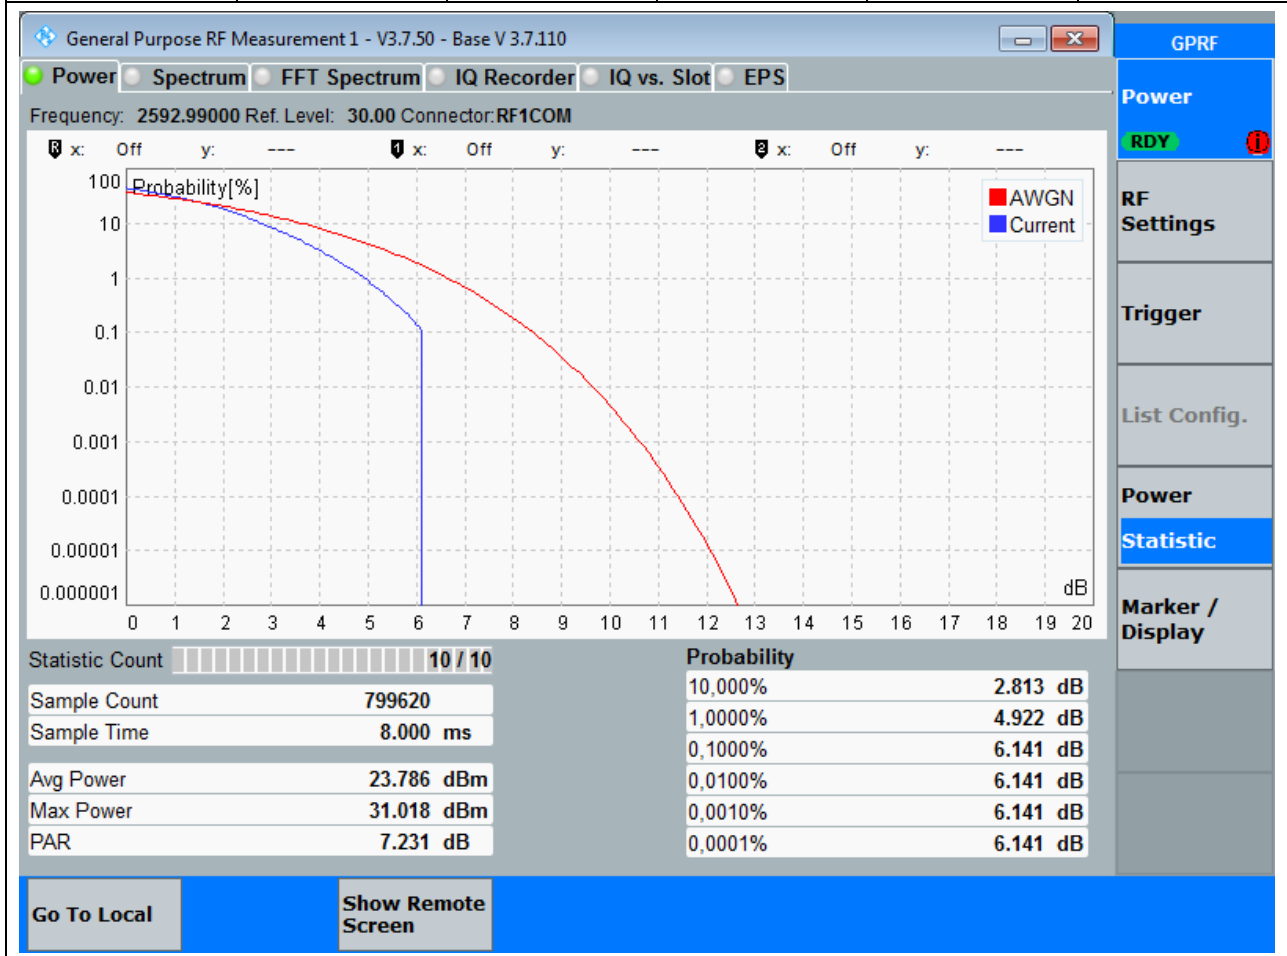 General Purpose RF Measurement 1 - V3.7.50 - Base V 3.7.110
GPRF
Power Spectrum FFT Spectrum IQ Recorder IQ vs. Slot EPS
Frequency: 2592.99000 Ref. Level: 30.00 Connector:RF1COM
Power
RDY
R x: Off y: --- 1 x: Off y: --- 2 x: Off y: ---
100 Probability[%]
AWGN
Current
10
1
0.1
0.01
0.001
0.0001
0.00001
0.000001
dB
0 1 2 3 4 5 6 7 8 9 10 11 12 13 14 15 16 17 18 19 20
RF
Settings
Trigger
List Config.
Power
Statistic
Marker /
Display
Statistic Count 10 / 10
Sample Count 799620
Sample Time 8.000 ms
Avg Power 23.786 dBm
Max Power 31.018 dBm
PAR 7.231 dB
Probability
10,000% 2.813 dB
1,0000% 4.922 dB
0,1000% 6.141 dB
0,0100% 6.141 dB
0,0010% 6.141 dB
0,0001% 6.141 dB
Go To Local
Show Remote
Screen